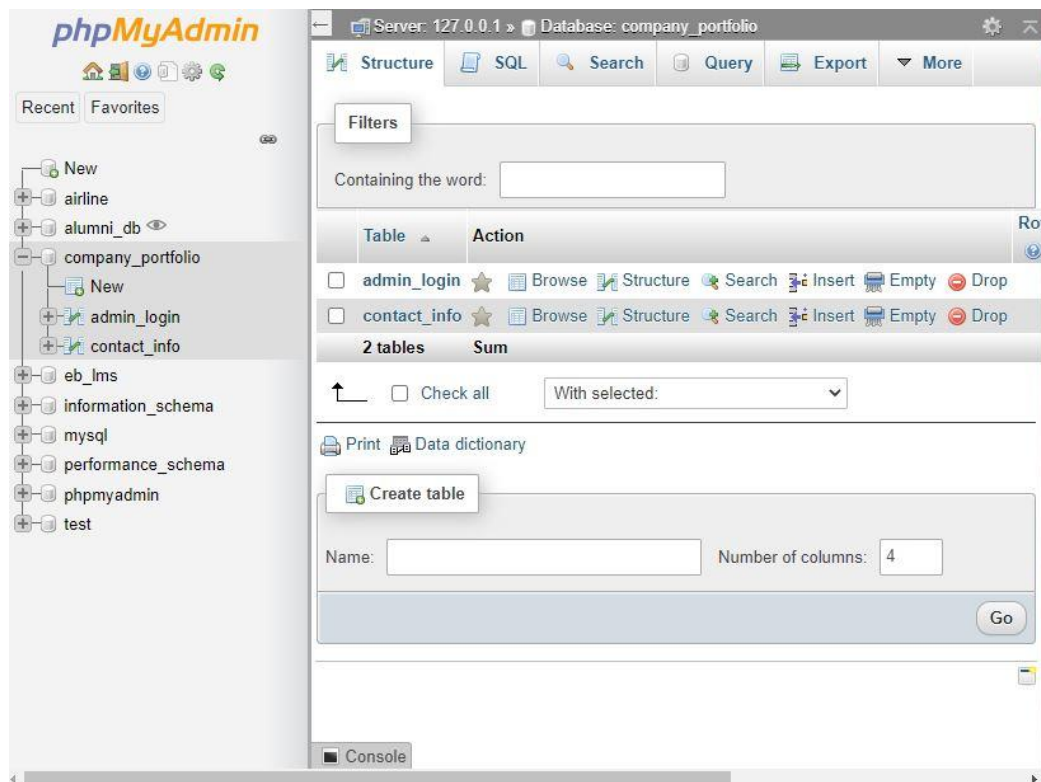 phpMyAdmin
Recent Favorites
New
airline
alumni_db
company_portfolio
New
admin_login
contact_info
eb_lms
information_schema
mysql
performance_schema
phpmyadmin
test
Server: 127.0.0.1 » Database: company_portfolio
Structure SQL Search Query Export More
Filters
Containing the word:
Table Action Ro
admin_login Browse Structure Search Insert Empty Drop
contact_info Browse Structure Search Insert Empty Drop
2 tables Sum
Check all With selected:
Print Data dictionary
Create table
Name: Number of columns: 4
Go
Console